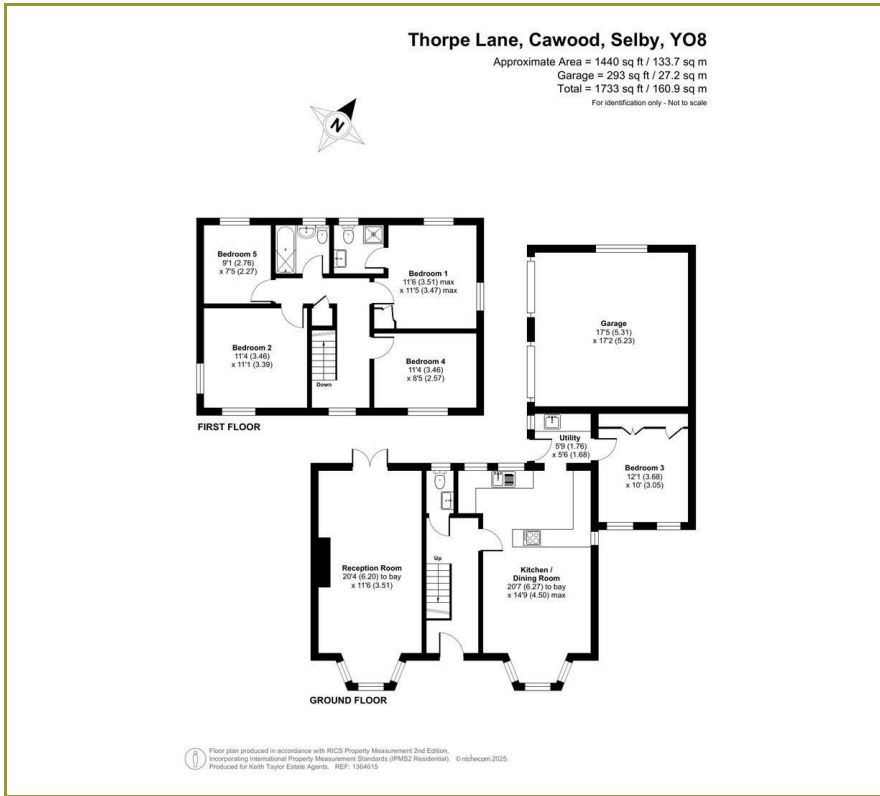 Thorpe Lane, Cawood, Selby, YO8
Approximate Area = 1440 sq ft / 133.7 sq m
Garage = 293 sq ft / 27.2 sq m
Total = 1733 sq ft / 160.9 sq m
For identification only - Not to scale
N
Bedroom 5
9'1 (2.76)
x 7'5 (2.27)
Bedroom 1
11'6 (3.51) max
x 11'5 (3.47) max
Bedroom 2
11'4 (3.46)
x 11'1 (3.39)
Down
Bedroom 4
11'4 (3.46)
x 8'5 (2.57)
FIRST FLOOR
Garage
17'5 (5.31)
x 17'2 (5.23)
Utility
5'9 (1.76)
x 5'6 (1.68)
Bedroom 3
12'1 (3.68)
x 10' (3.05)
Reception Room
20'4 (6.20) to bay
x 11'6 (3.51)
Up
Kitchen /
Dining Room
20'7 (6.27) to bay
x 14'9 (4.50) max
GROUND FLOOR
Floor plan produced in accordance with RICS Property Measurement 2nd Edition,
Incorporating International Property Measurement Standards (IPMS2 Residential). © nichecom 2025.
Produced for Keith Taylor Estate Agents. REF: 1364615